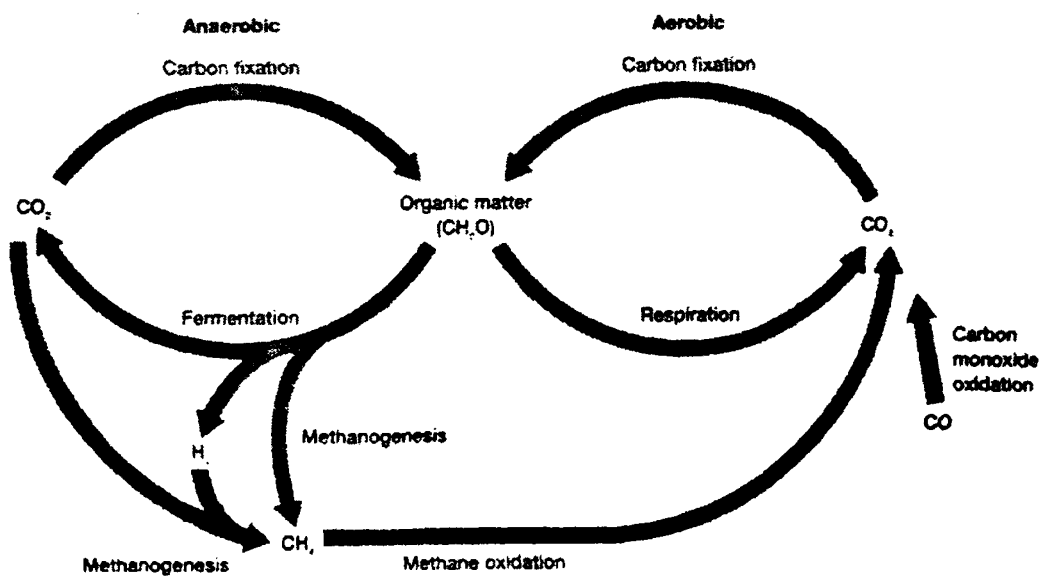 Anaerobic
Aerobic
Carbon fixation
Carbon fixation
CO₂
Organic matter
(CH₂O)
CO₂
Fermentation
Respiration
Carbon
monoxide
oxidation
CO
Methanogenesis
H
CH₄
Methanogenesis
Methane oxidation